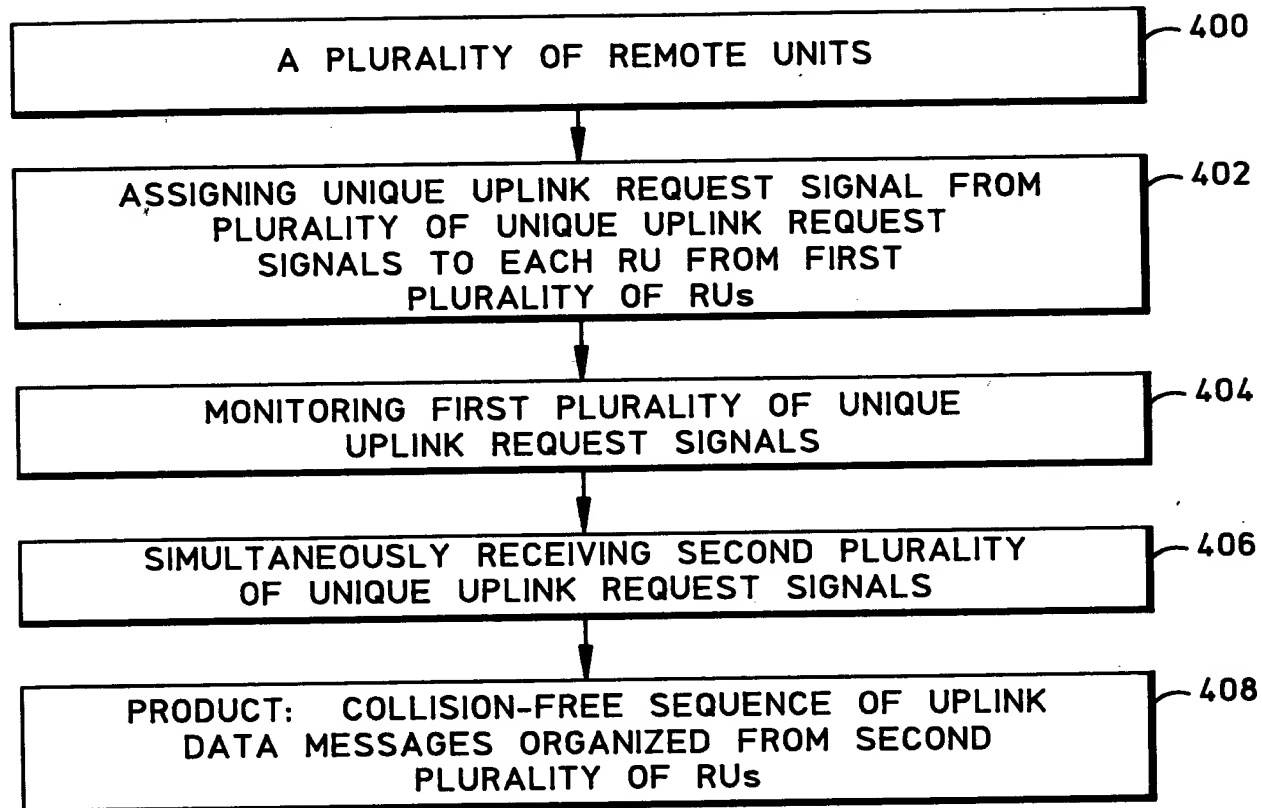 A PLURALITY OF REMOTE UNITS
400
ASSIGNING UNIQUE UPLINK REQUEST SIGNAL FROM
PLURALITY OF UNIQUE UPLINK REQUEST
SIGNALS TO EACH RU FROM FIRST
PLURALITY OF RUs
402
MONITORING FIRST PLURALITY OF UNIQUE
UPLINK REQUEST SIGNALS
404
SIMULTANEOUSLY RECEIVING SECOND PLURALITY
OF UNIQUE UPLINK REQUEST SIGNALS
406
PRODUCT: COLLISION-FREE SEQUENCE OF UPLINK
DATA MESSAGES ORGANIZED FROM SECOND
PLURALITY OF RUs
408